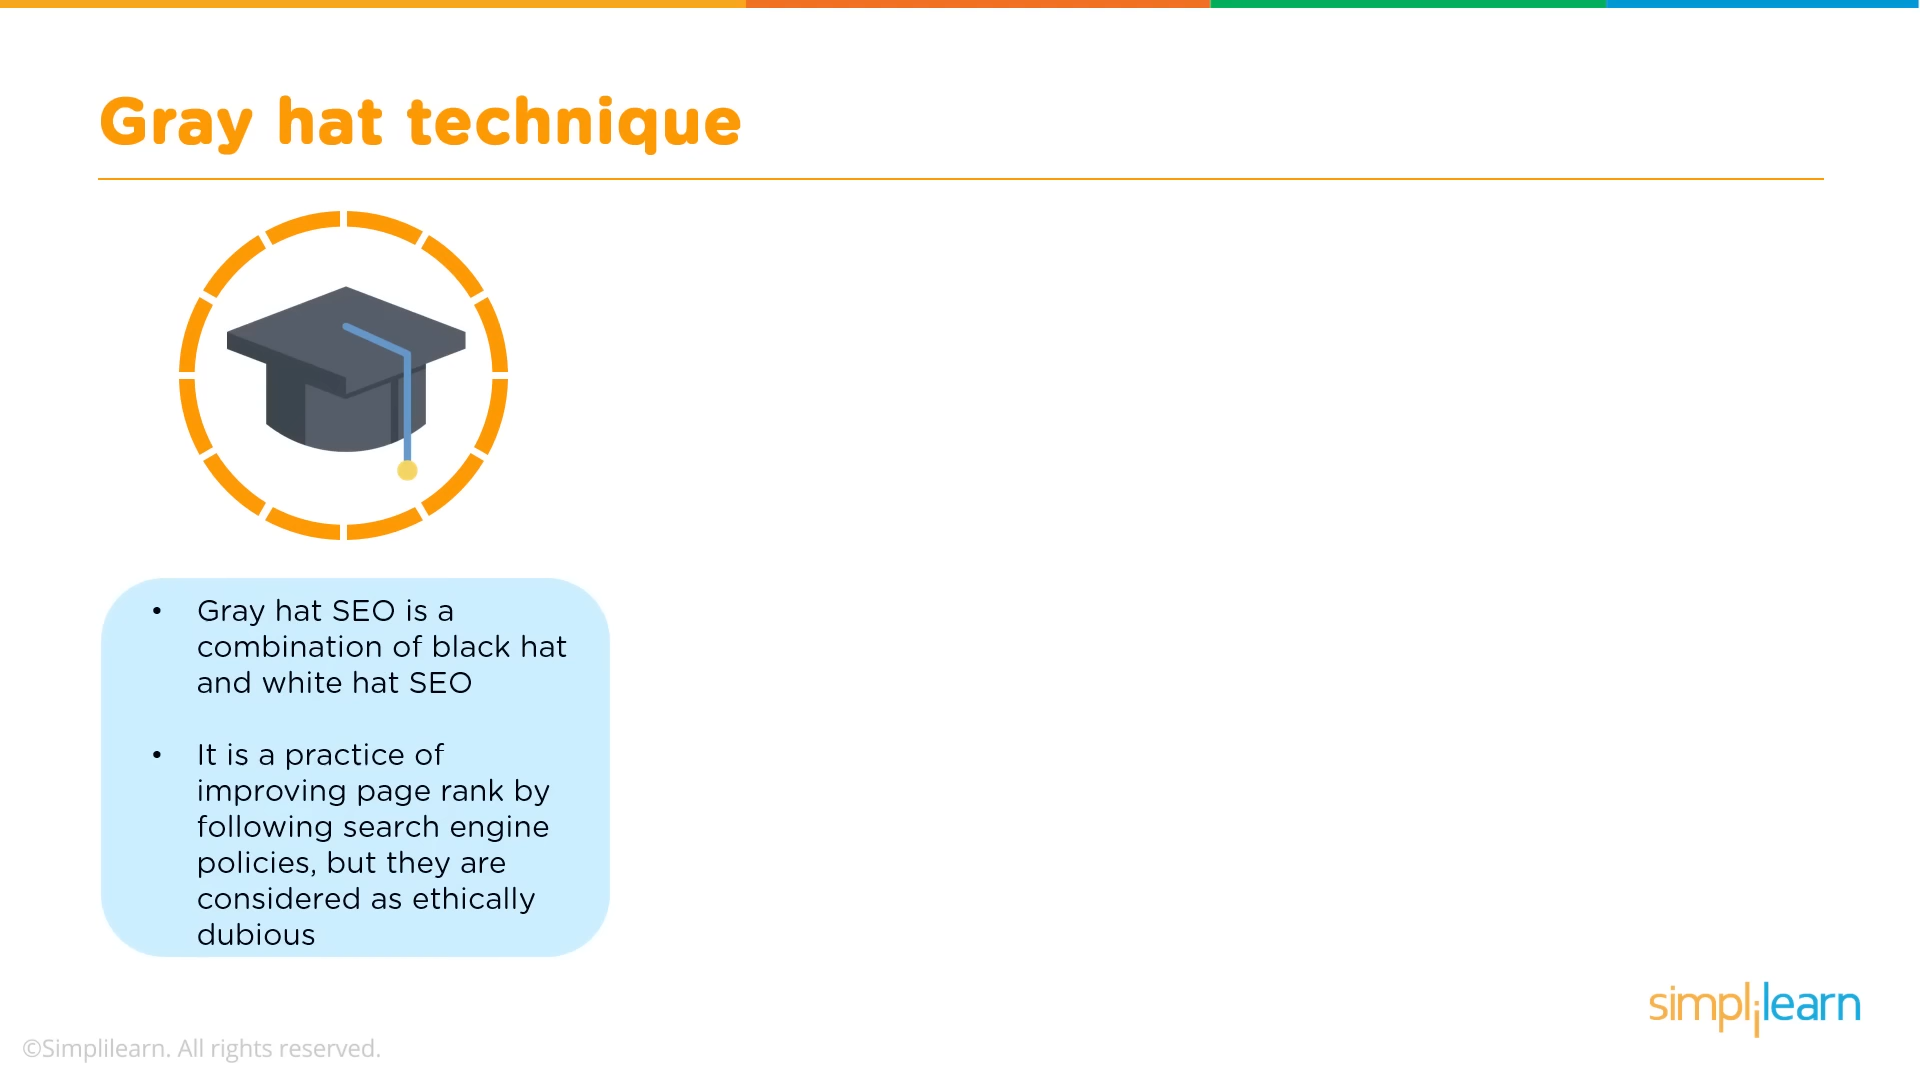 Gray hat technique
• Gray hat SEO is a
combination of black hat
and white hat SEO
• It is a practice of
improving page rank by
following search engine
policies, but they are
considered as ethically
dubious
simplilearn
©Simplilearn. All rights reserved.